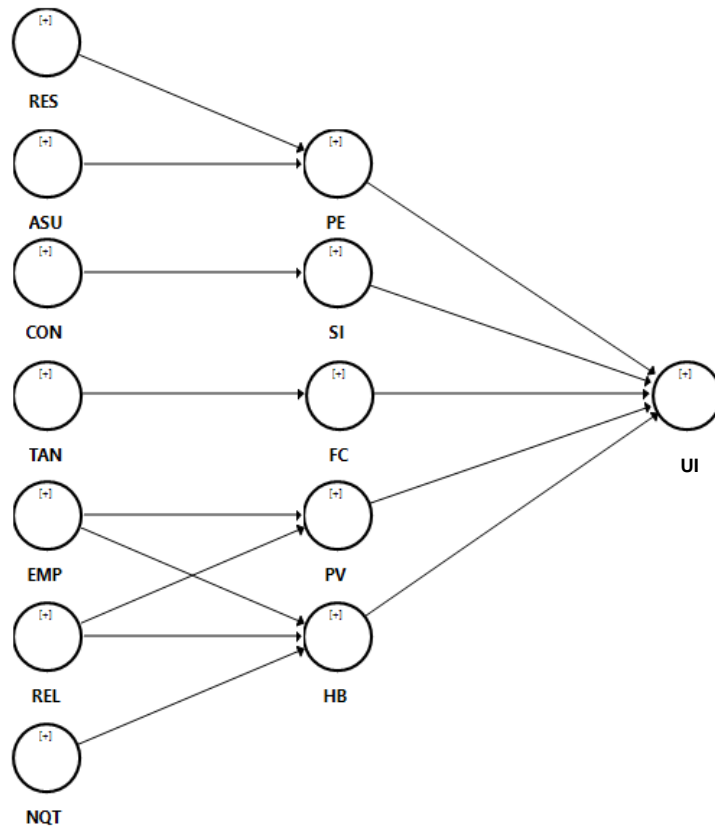 [+]
RES
[+]
[+]
ASU
PE
[+]
[+]
CON
SI
[+]
[+]
[+]
TAN
FC
UI
[+]
[+]
EMP
PV
[+]
[+]
REL
HB
[+]
NQT